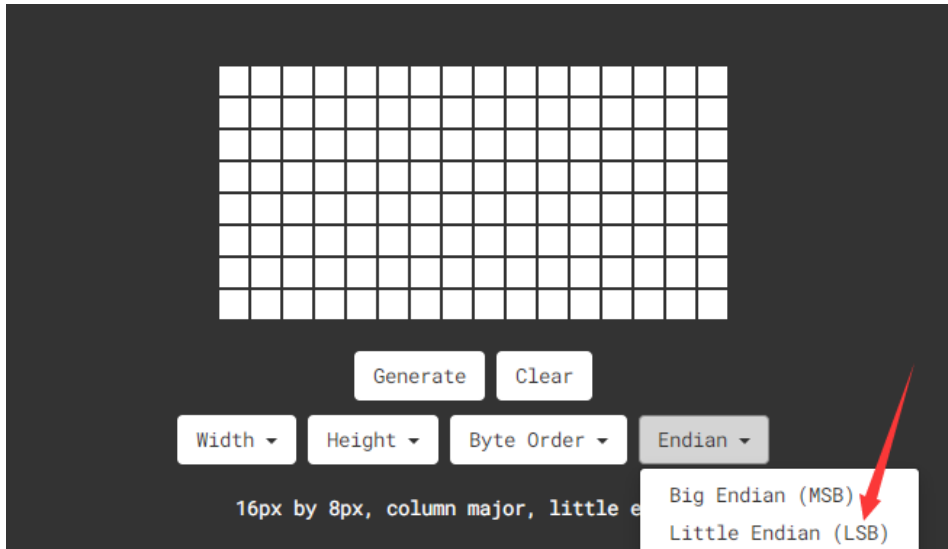 Generate Clear
Width Height Byte Order Endian
16px by 8px, column major, little
Big Endian (MSB)
Little Endian (LSB)